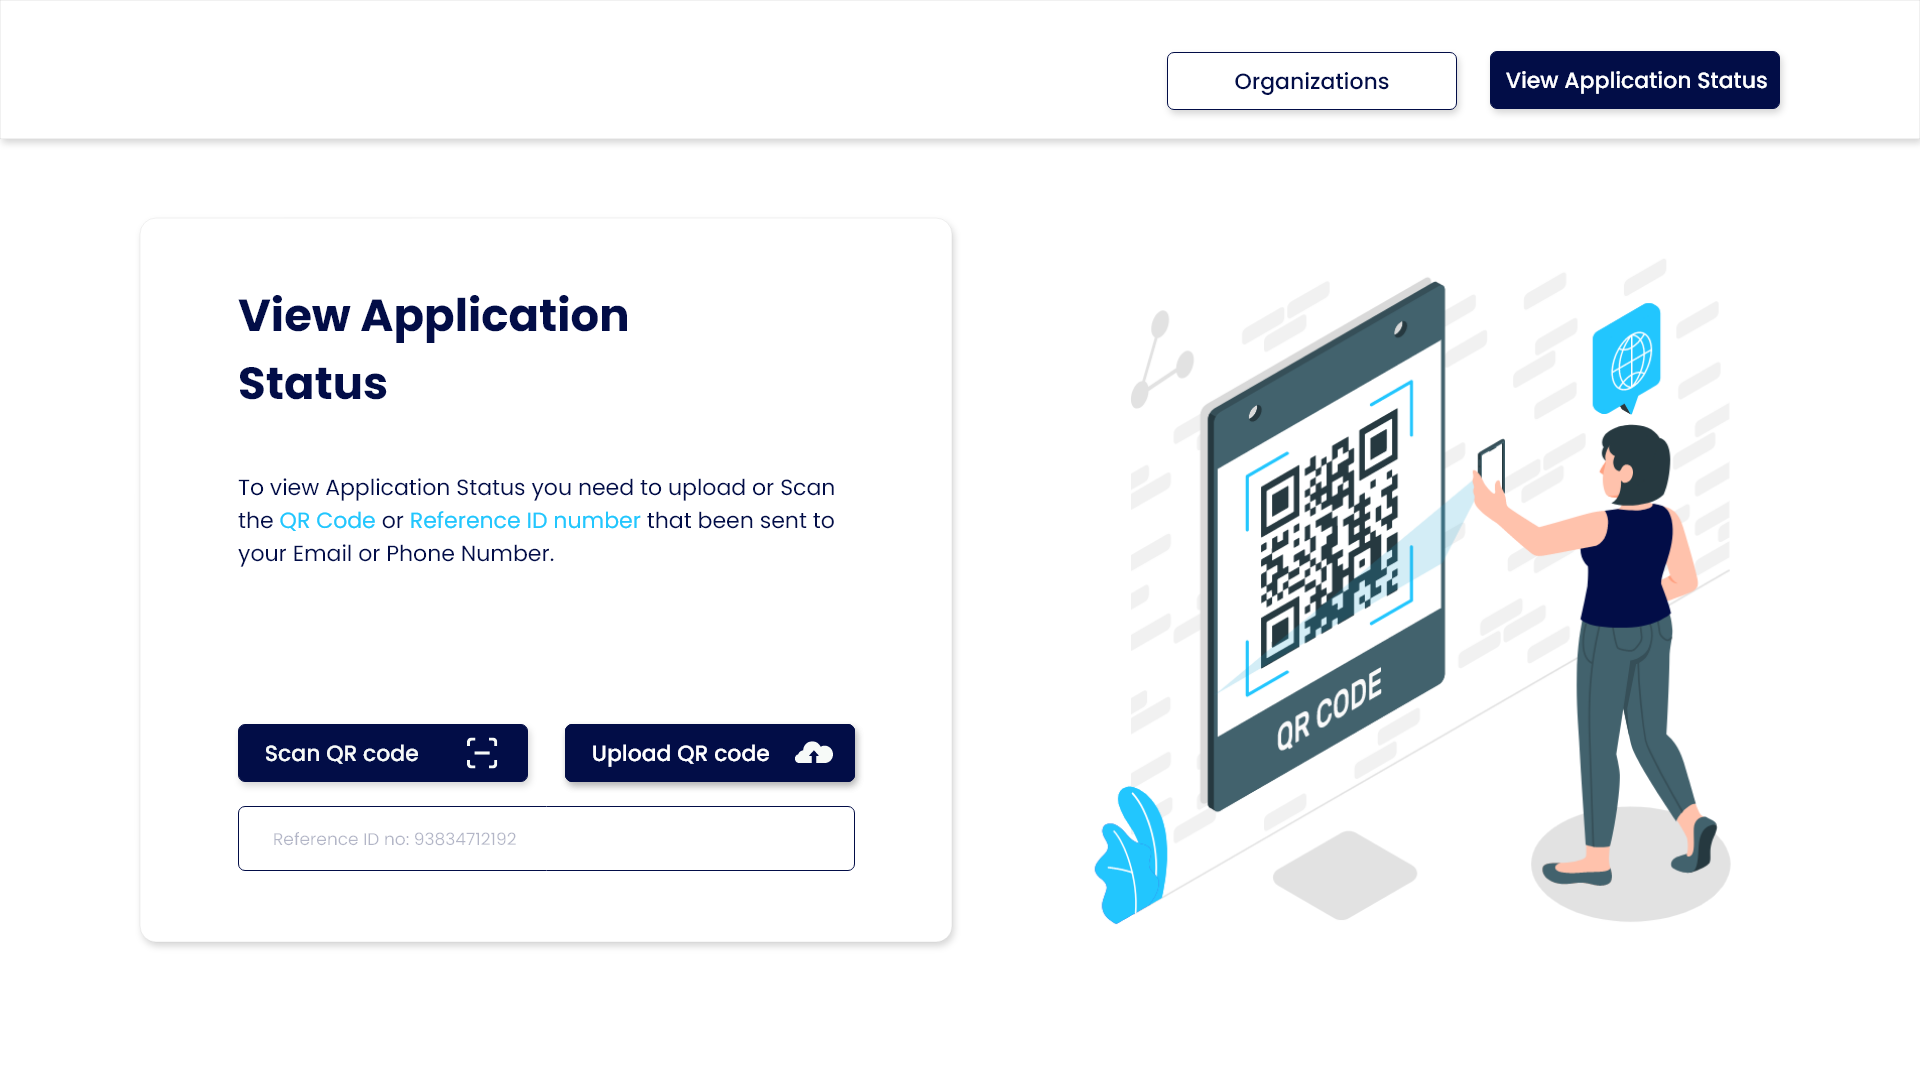 Organizations
View Application Status
View Application
Status
To view Application Status you need to upload or Scan
the QR Code or Reference ID number that been sent to
your Email or Phone Number.
Scan QR code
Upload QR code
Reference ID no: 93834712192
QR CODE